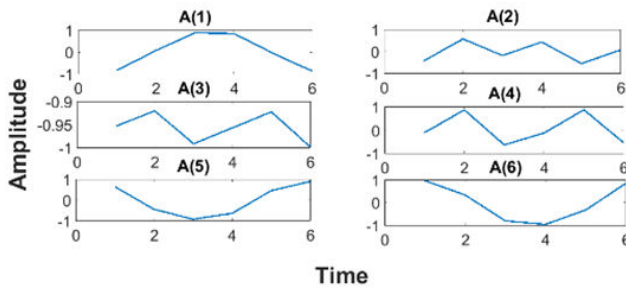 A(1) A(2)
1 1
0 0
-1 -1
0 2 4 6 0 2 4 6
A(3) A(4)
-0.9 1
-0.95 0
-1 -1
0 2 4 6 0 2 4 6
A(5) A(6)
1 1
0 0
-1 -1
0 2 4 6 0 2 4 6
Amplitude
Time